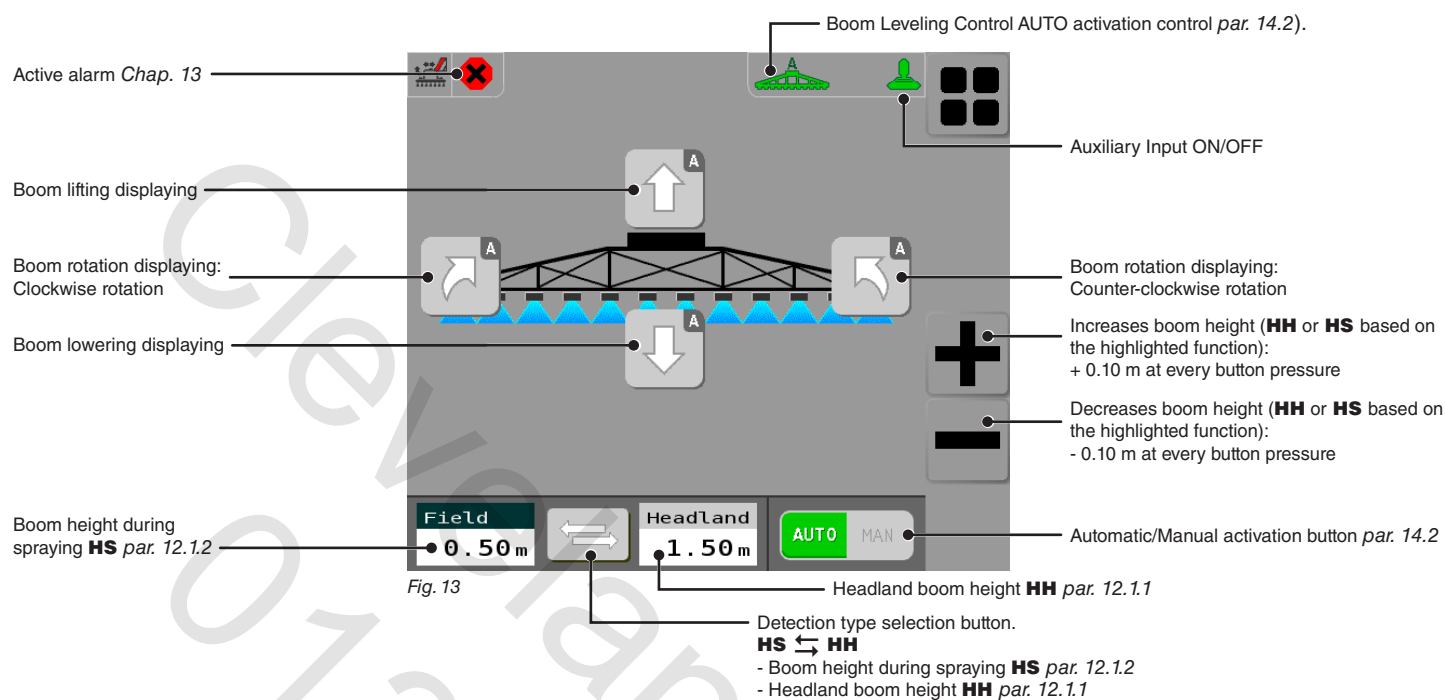 Boom Leveling Control AUTO activation control par. 14.2).
Active alarm Chap. 13
A
Auxiliary Input ON/OFF
Boom lifting displaying
A
Boom rotation displaying:
Clockwise rotation
A
A
Boom rotation displaying:
Counter-clockwise rotation
Boom lowering displaying
A
Increases boom height (HH or HS based on
the highlighted function):
+ 0.10 m at every button pressure
Decreases boom height (HH or HS based on
the highlighted function):
- 0.10 m at every button pressure
Boom height during
spraying HS par. 12.1.2
Field
0.50 m
Headland
1.50 m
AUTO MAN
Automatic/Manual activation button par. 14.2
Fig. 13
Headland boom height HH par. 12.1.1
Detection type selection button.
HS ⇆ HH
- Boom height during spraying HS par. 12.1.2
- Headland boom height HH par. 12.1.1